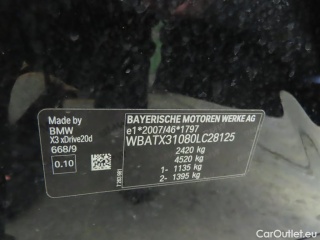 Made by
BMW
X3 xDrive20d
668/9
0.10
BAYERISCHE MOTOREN WERKE AG
e1*2007/46*1797
WBATX31080LC28125
2420 kg
4520 kg
1- 1135 kg
2- 1395 kg
CarOutlet.eu